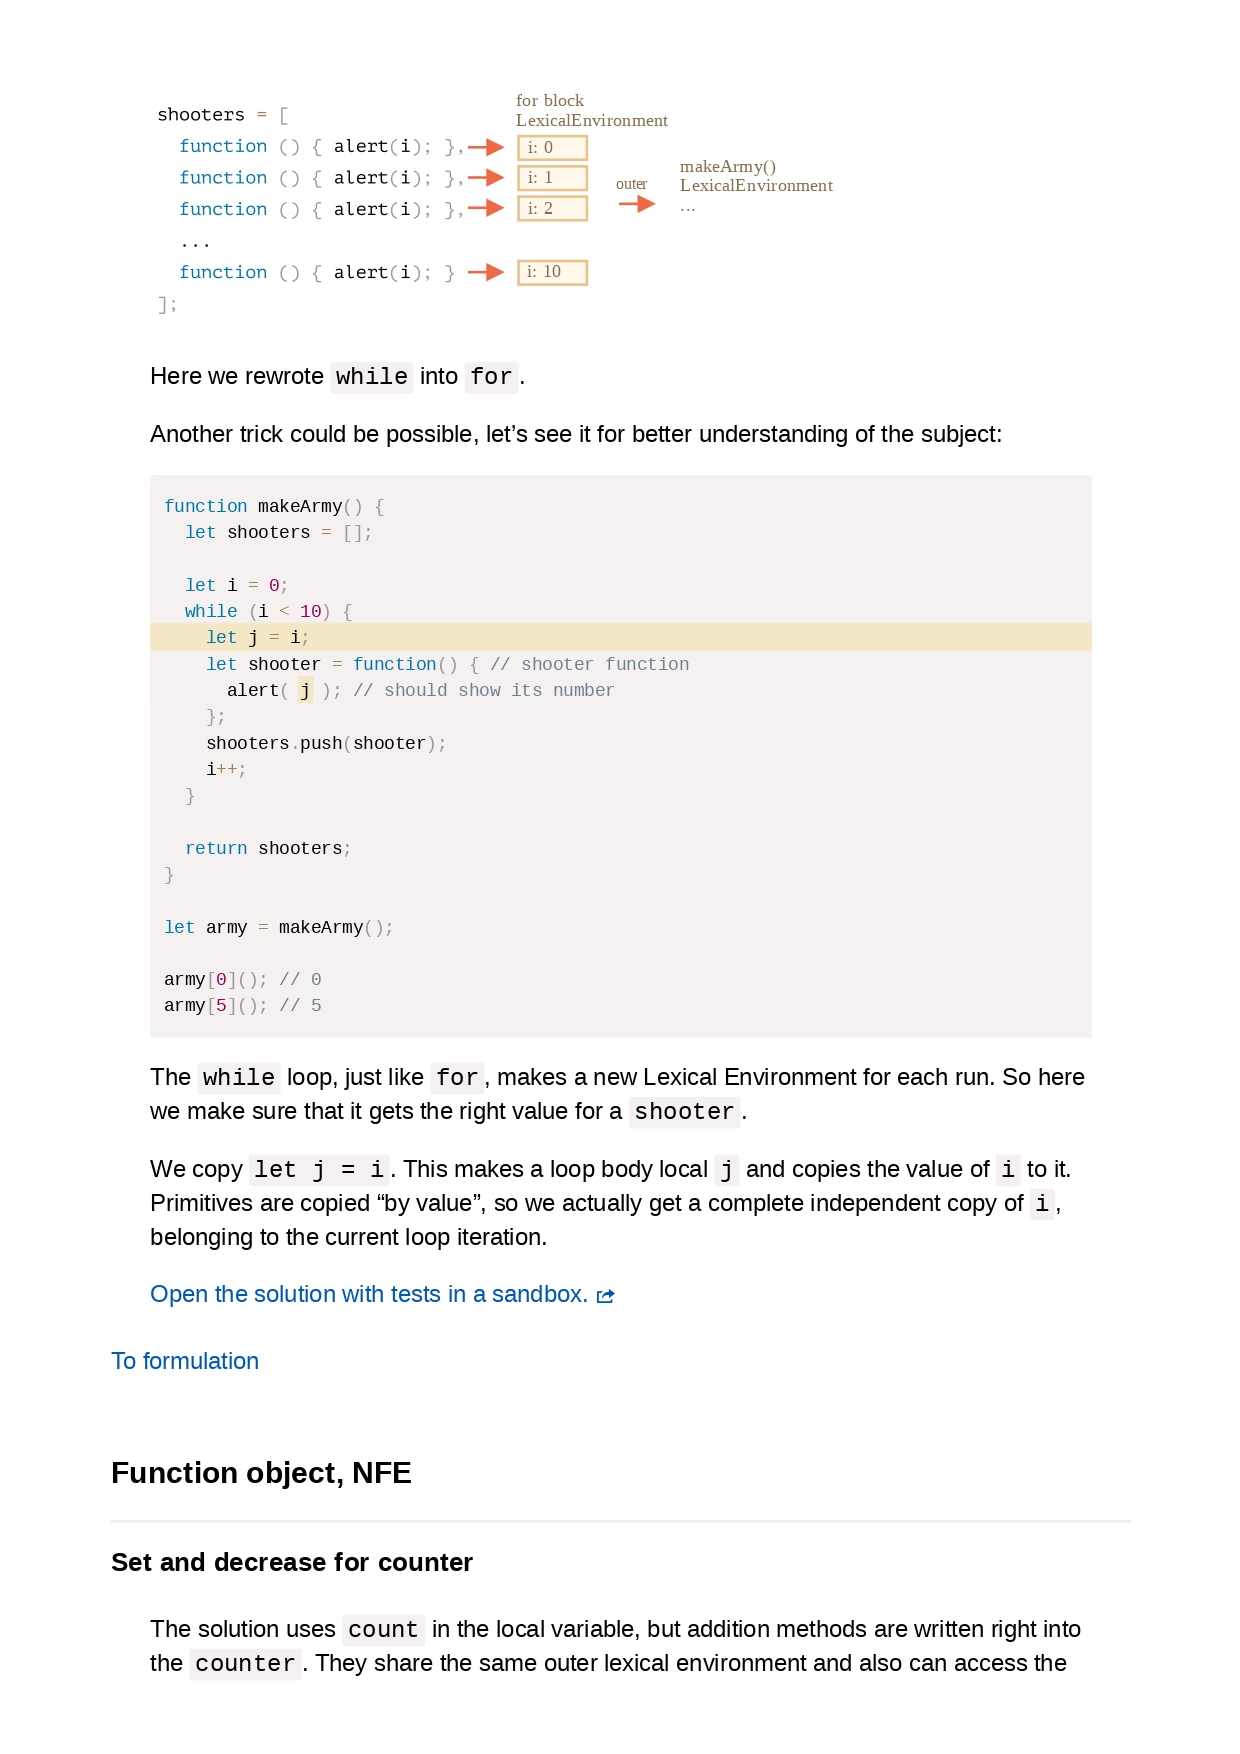 shooters = [
for block
LexicalEnvironment
function () { alert(i); },
i: 0
function () { alert(i); },
i: 1
function () { alert(i); },
i: 2
outer
makeArmy()
LexicalEnvironment
...
...
function () { alert(i); }
i: 10
];
Here we rewrote while into for.
Another trick could be possible, let’s see it for better understanding of the subject:
function makeArmy() {
  let shooters = [];
  let i = 0;
  while (i < 10) {
    let j = i;
    let shooter = function() { // shooter function
      alert( j ); // should show its number
    };
    shooters.push(shooter);
    i++;
  }
  return shooters;
}
let army = makeArmy();
army[0](); // 0
army[5](); // 5
The while loop, just like for, makes a new Lexical Environment for each run. So here
we make sure that it gets the right value for a shooter.
We copy let j = i. This makes a loop body local j and copies the value of i to it.
Primitives are copied “by value”, so we actually get a complete independent copy of i,
belonging to the current loop iteration.
Open the solution with tests in a sandbox.
To formulation
Function object, NFE
Set and decrease for counter
The solution uses count in the local variable, but addition methods are written right into
the counter. They share the same outer lexical environment and also can access the